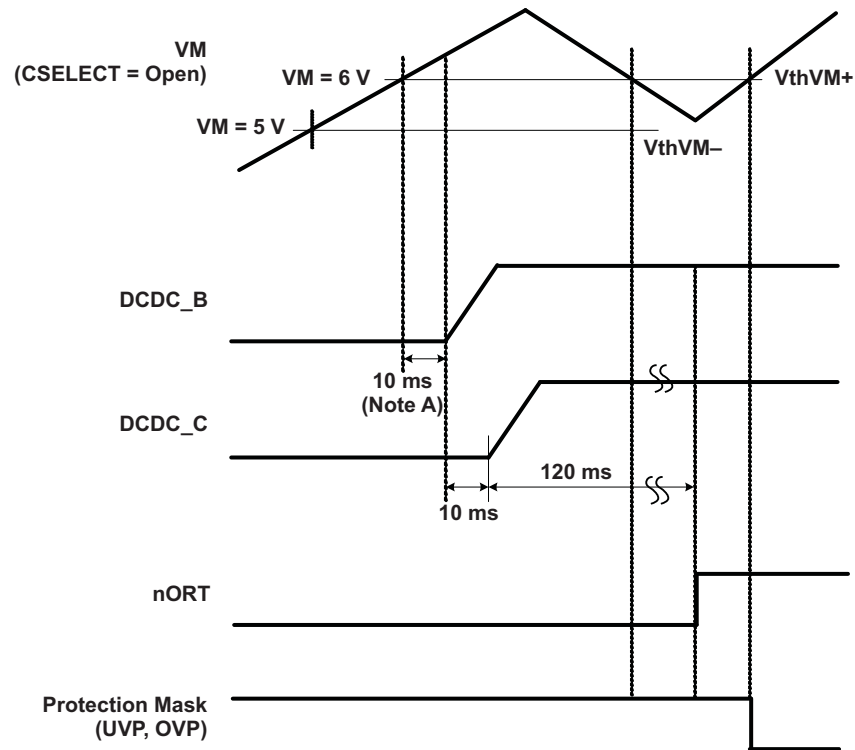 VM
(CSELECT = Open)
VM = 6 V
VthVM+
VM = 5 V
VthVM–
DCDC_B
10 ms
(Note A)
DCDC_C
120 ms
10 ms
nORT
Protection Mask
(UVP, OVP)